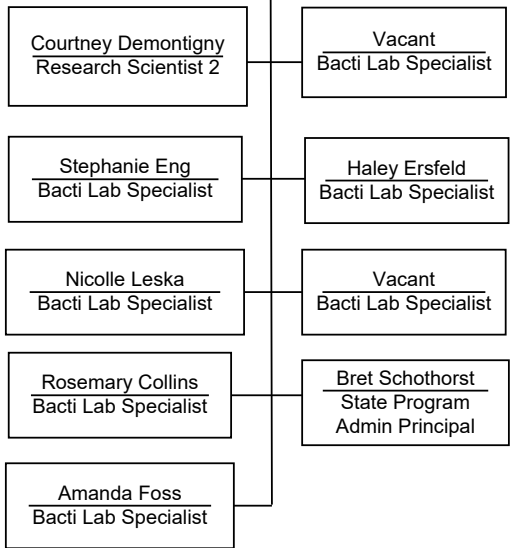 Courtney Demontigny
Research Scientist 2
Vacant
Bacti Lab Specialist
Stephanie Eng
Bacti Lab Specialist
Haley Ersfeld
Bacti Lab Specialist
Nicolle Leska
Bacti Lab Specialist
Vacant
Bacti Lab Specialist
Rosemary Collins
Bacti Lab Specialist
Bret Schothorst
State Program
Admin Principal
Amanda Foss
Bacti Lab Specialist